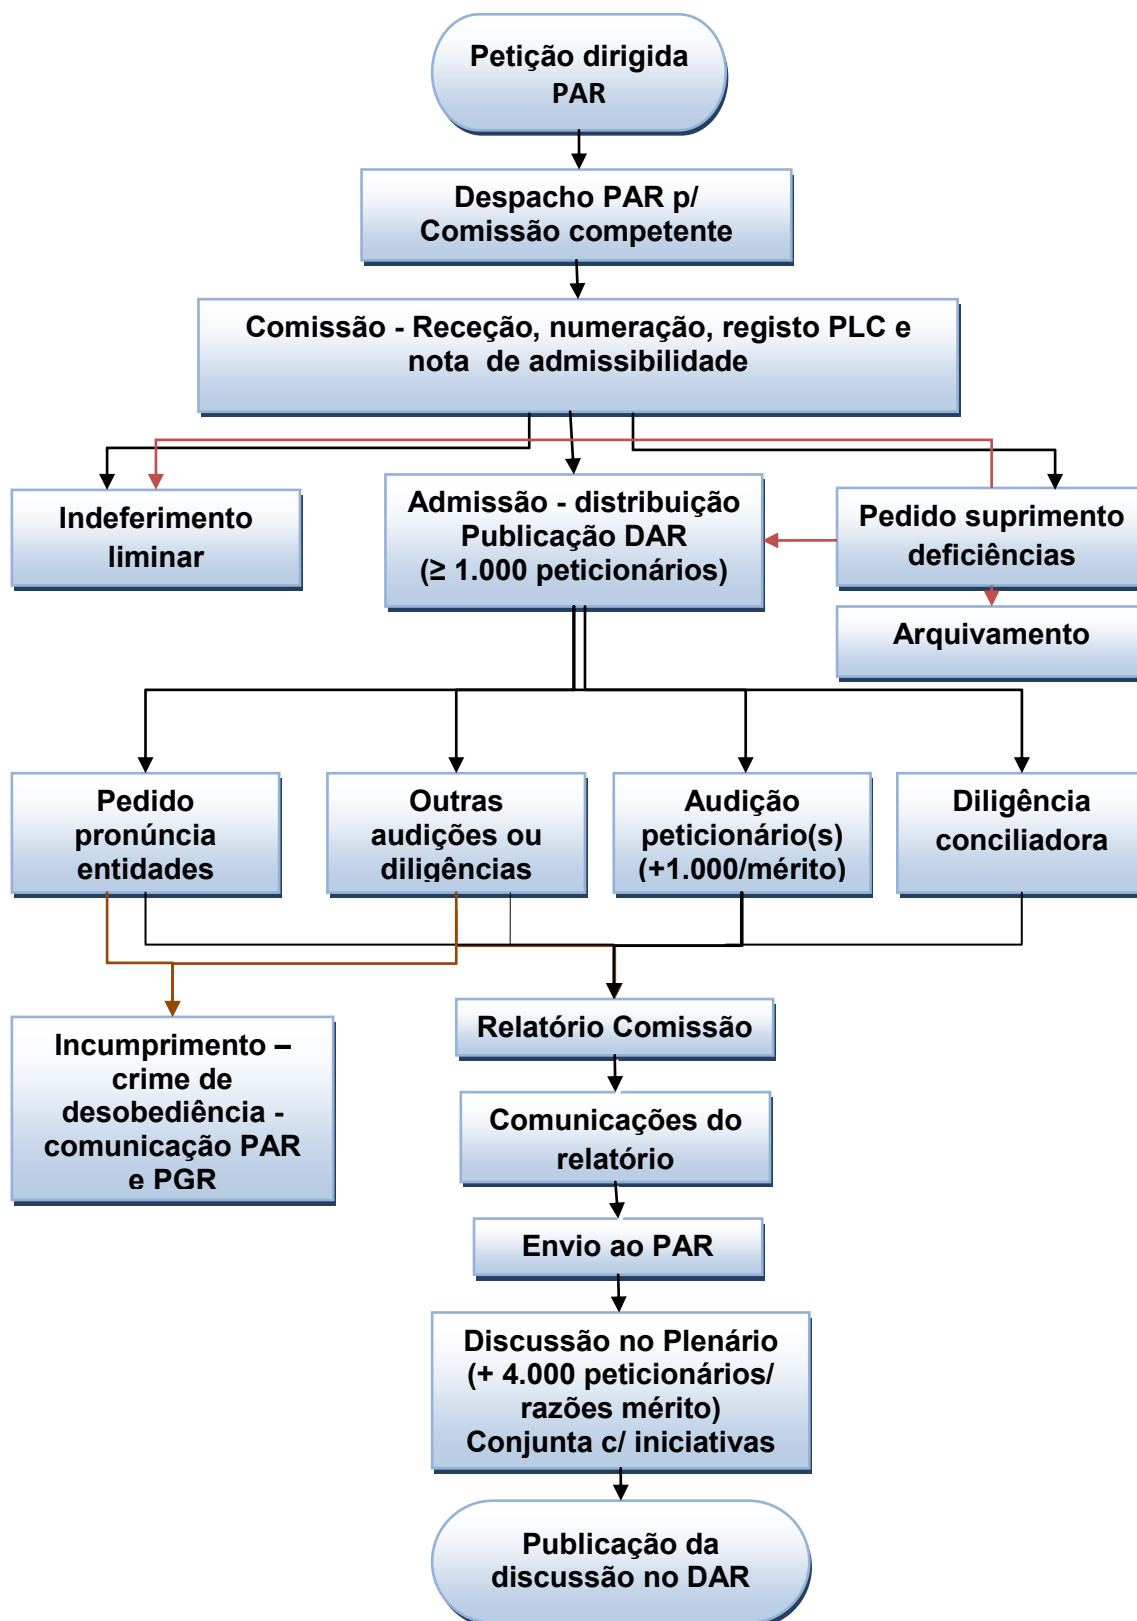 Petição dirigida
PAR
Despacho PAR p/
Comissão competente
Comissão - Receção, numeração, registo PLC e
nota de admissibilidade
Indeferimento
liminar
Admissão - distribuição
Publicação DAR
(≥ 1.000 peticionários)
Pedido suprimento
deficiências
Arquivamento
Pedido
pronúncia
entidades
Outras
audições ou
diligências
Audição
peticionário(s)
(+1.000/mérito)
Diligência
conciliadora
Incumprimento –
crime de
desobediência -
comunicação PAR
e PGR
Relatório Comissão
Comunicações do
relatório
Envio ao PAR
Discussão no Plenário
(+ 4.000 peticionários/
razões mérito)
Conjunta c/ iniciativas
Publicação da
discussão no DAR